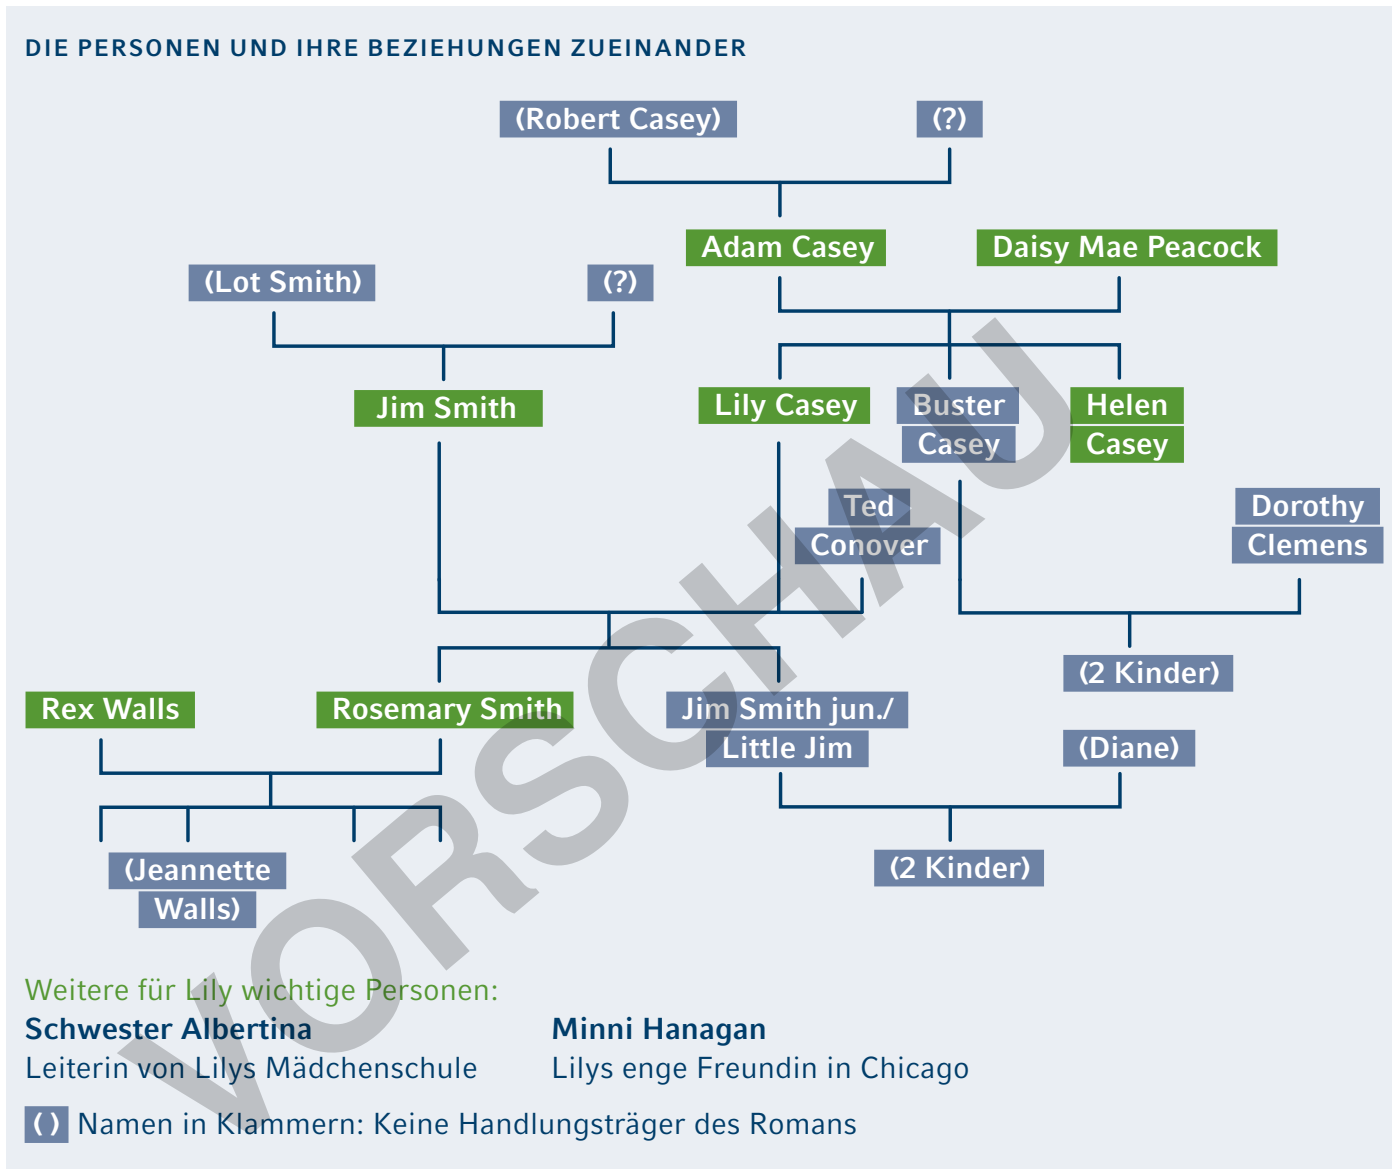 DIE PERSONEN UND IHRE BEZIEHUNGEN ZUEINANDER
(Robert Casey)
(?)
Adam Casey
Daisy Mae Peacock
(Lot Smith)
(?)
Jim Smith
Lily Casey
Buster
Casey
Helen
Casey
Ted
Conover
Dorothy
Clemens
(2 Kinder)
Rex Walls
Rosemary Smith
Jim Smith jun./
Little Jim
(Diane)
(Jeannette
Walls)
(2 Kinder)
VORSCHAU
Weitere für Lily wichtige Personen:
Schwester Albertina
Leiterin von Lilys Mädchenschule
Minni Hanagan
Lilys enge Freundin in Chicago
( ) Namen in Klammern: Keine Handlungsträger des Romans